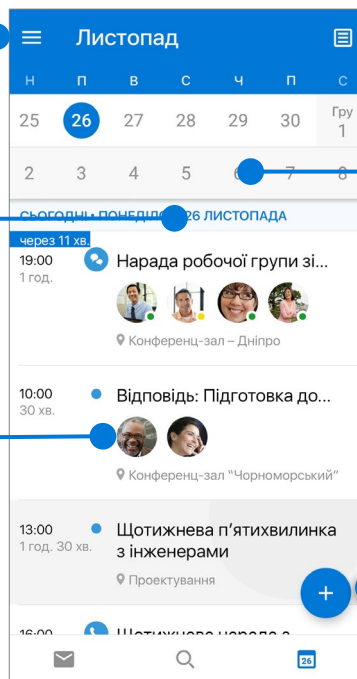 Листопад
Н П В С Ч П С
25 26 27 28 29 30 Гру 1
2 3 4 5 6 7 8
СЬОГОДНІ • ПОНЕДІЛОК 26 ЛИСТОПАДА
через 11 хв.
19:00 Нарада робочої групи зі...
1 год.
Конференц-зал – Дніпро
10:00 Відповідь: Підготовка до...
30 хв.
Конференц-зал "Чорноморський"
13:00 Щотижнева п’ятихвилинка
1 год. 30 хв. з інженерами
Проектування
+
16:00 Щотижнева нарада з
26